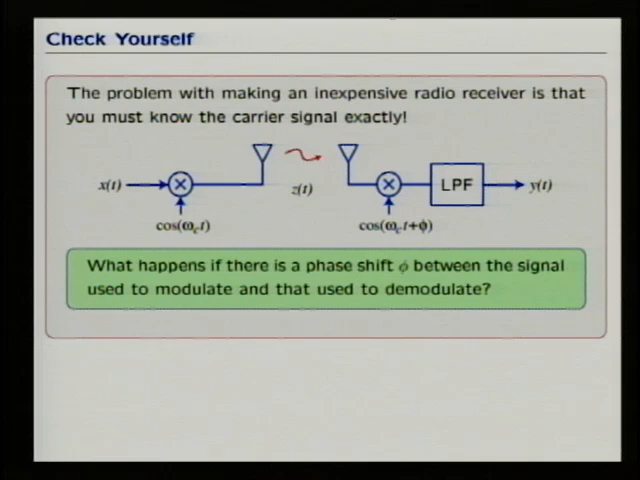 Check Yourself
The problem with making an inexpensive radio receiver is that
you must know the carrier signal exactly!
x(t) × z(t) × LPF y(t)
cos(ω_c t) cos(ω_c t+ϕ)
What happens if there is a phase shift ϕ between the signal
used to modulate and that used to demodulate?